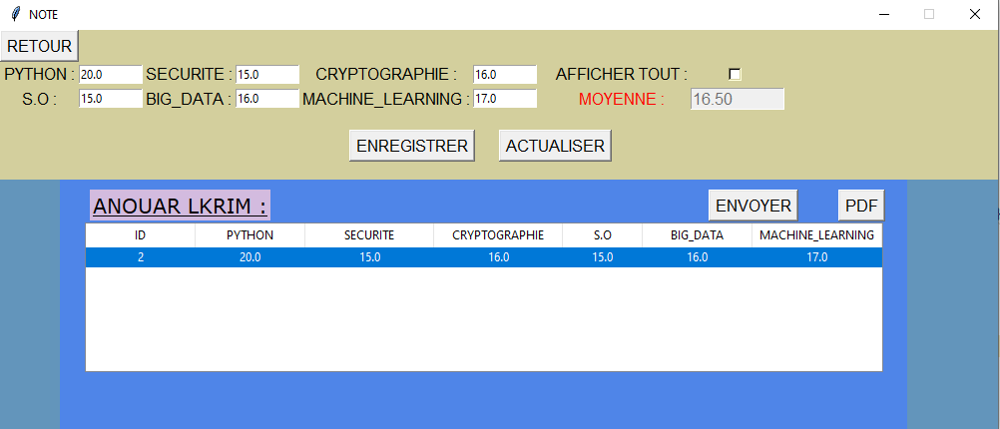 NOTE
RETOUR
PYTHON : 20.0 SECURITE : 15.0 CRYPTOGRAPHIE : 16.0 AFFICHER TOUT :
S.O : 15.0 BIG_DATA : 16.0 MACHINE_LEARNING : 17.0 MOYENNE : 16.50
ENREGISTRER ACTUALISER
ANOUAR LKRIM : ENVOYER PDF
ID PYTHON SECURITE CRYPTOGRAPHIE S.O BIG_DATA MACHINE_LEARNING
2 20.0 15.0 16.0 15.0 16.0 17.0